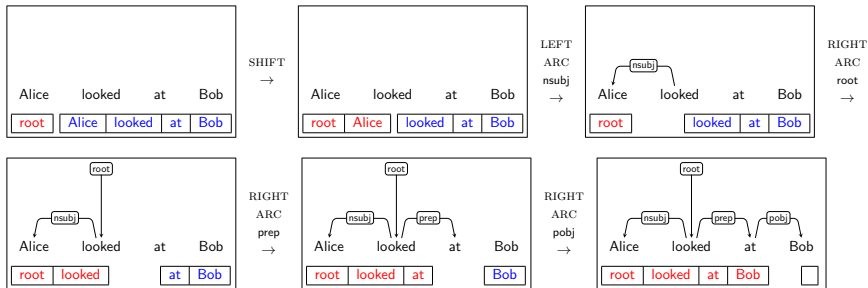 SHIFT
→
LEFT
ARC
nsubj
→
RIGHT
ARC
root
→
nsubj
Alice looked at Bob
Alice looked at Bob
Alice looked at Bob
root Alice looked at Bob
root Alice looked at Bob
root looked at Bob
RIGHT
ARC
prep
→
RIGHT
ARC
pobj
→
root
root
root
nsubj
nsubj prep
nsubj prep pobj
Alice looked at Bob
Alice looked at Bob
Alice looked at Bob
root looked at Bob
root looked at Bob
root looked at Bob